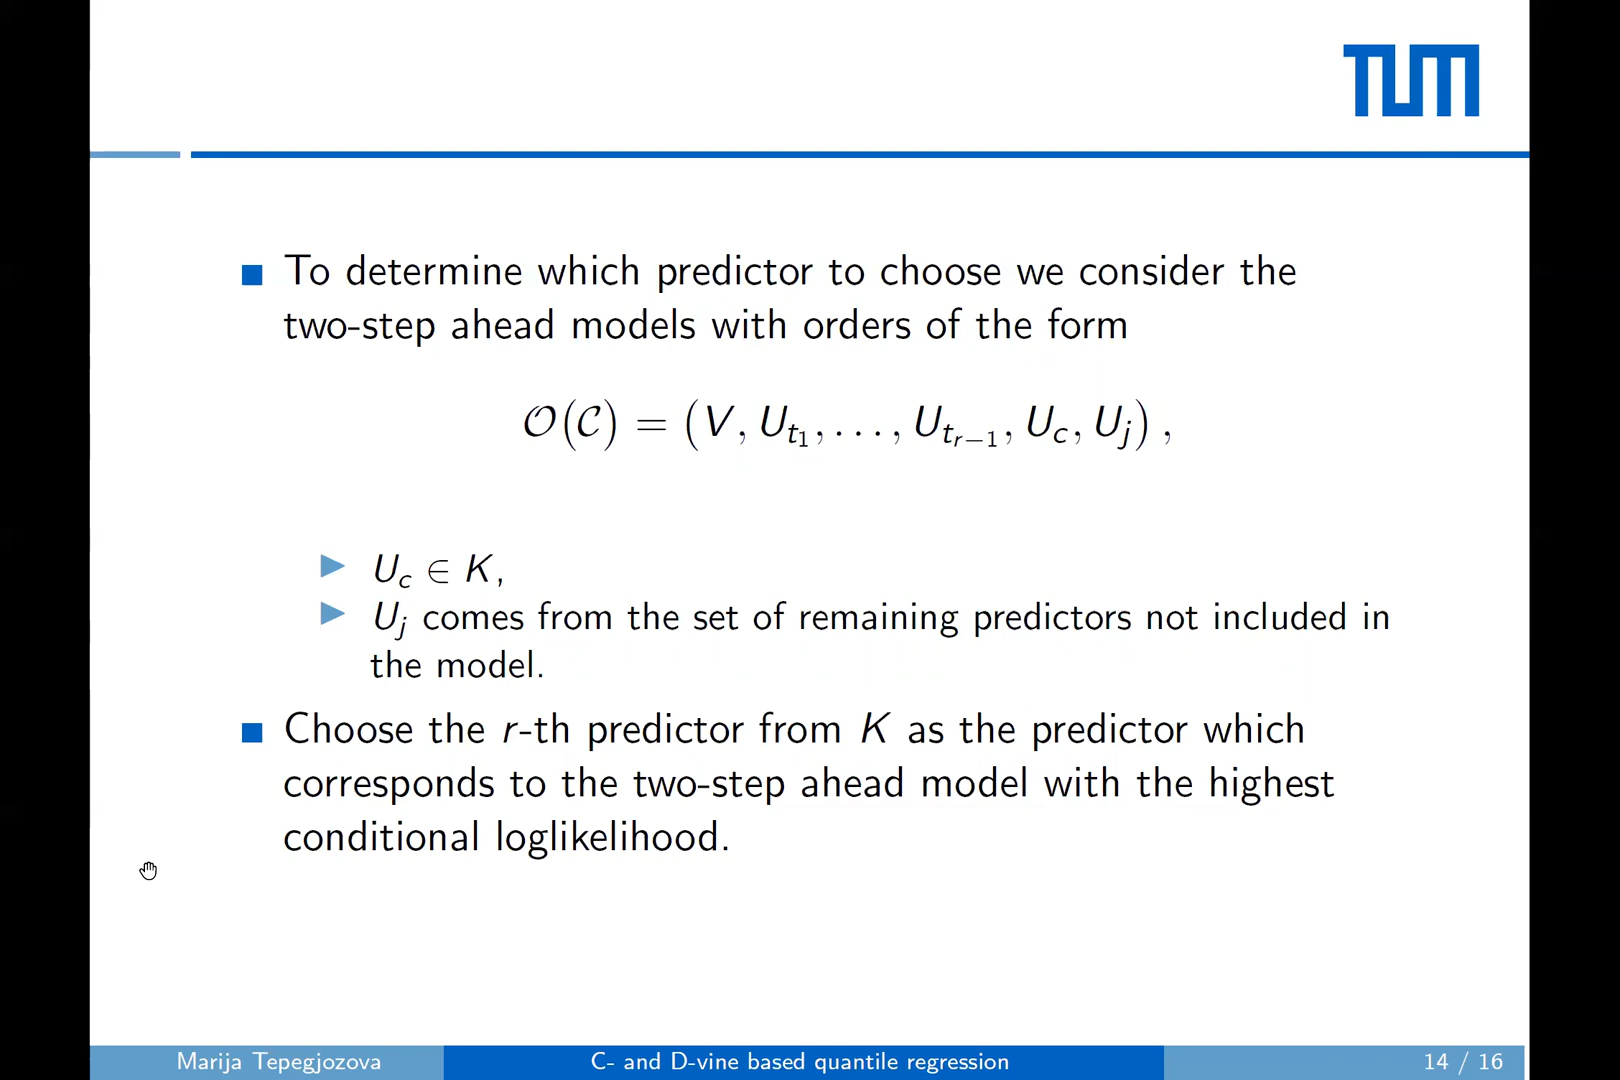 TUM
To determine which predictor to choose we consider the
two-step ahead models with orders of the form
𝒪(𝒞) = (V, U_{t_1}, . . . , U_{t_{r−1}}, U_c, U_j) ,
U_c ∈ K,
U_j comes from the set of remaining predictors not included in
the model.
Choose the r-th predictor from K as the predictor which
corresponds to the two-step ahead model with the highest
conditional loglikelihood.
Marija Tepegjozova C- and D-vine based quantile regression 14 / 16